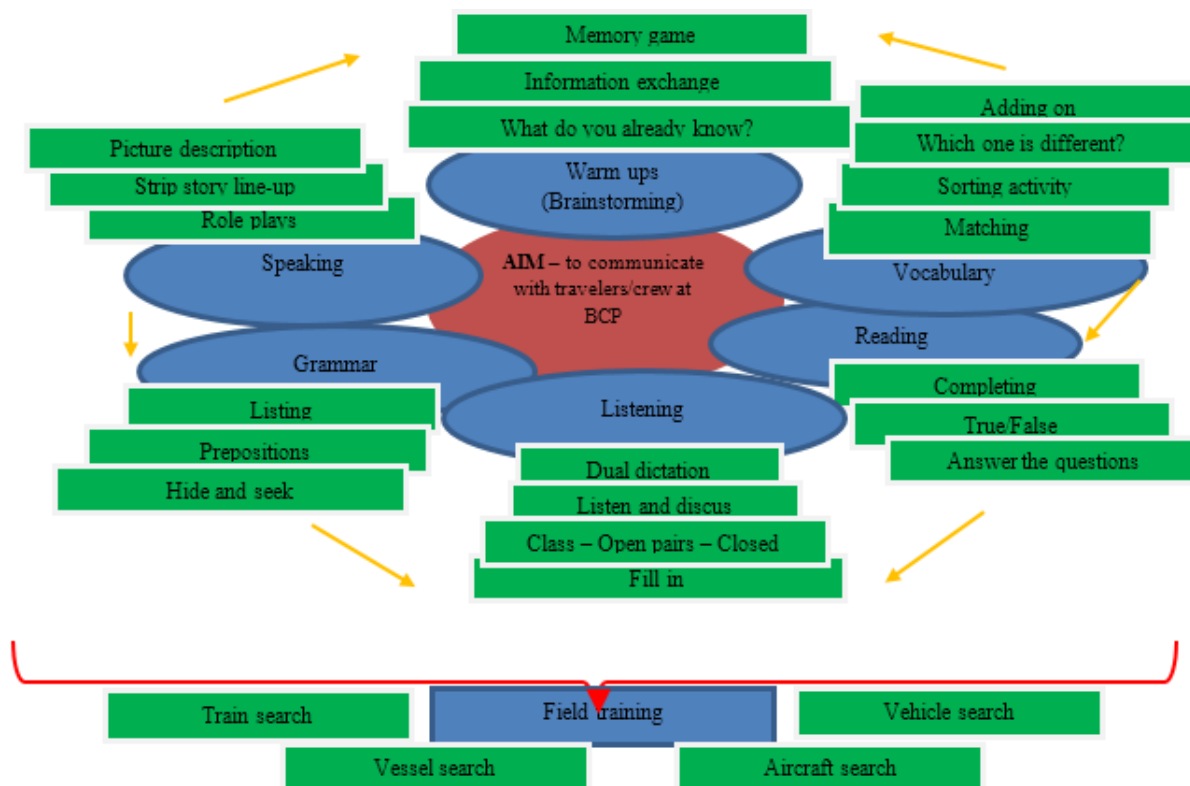 Memory game
Information exchange
What do you already know?
Warm ups
(Brainstorming)
Picture description
Strip story line-up
Role plays
Speaking
Adding on
Which one is different?
Sorting activity
Matching
Vocabulary
AIM – to communicate
with travelers/crew at
BCP
Grammar
Listing
Prepositions
Hide and seek
Listening
Dual dictation
Listen and discus
Class – Open pairs – Closed
Fill in
Reading
Completing
True/False
Answer the questions
Train search
Field training
Vehicle search
Vessel search
Aircraft search